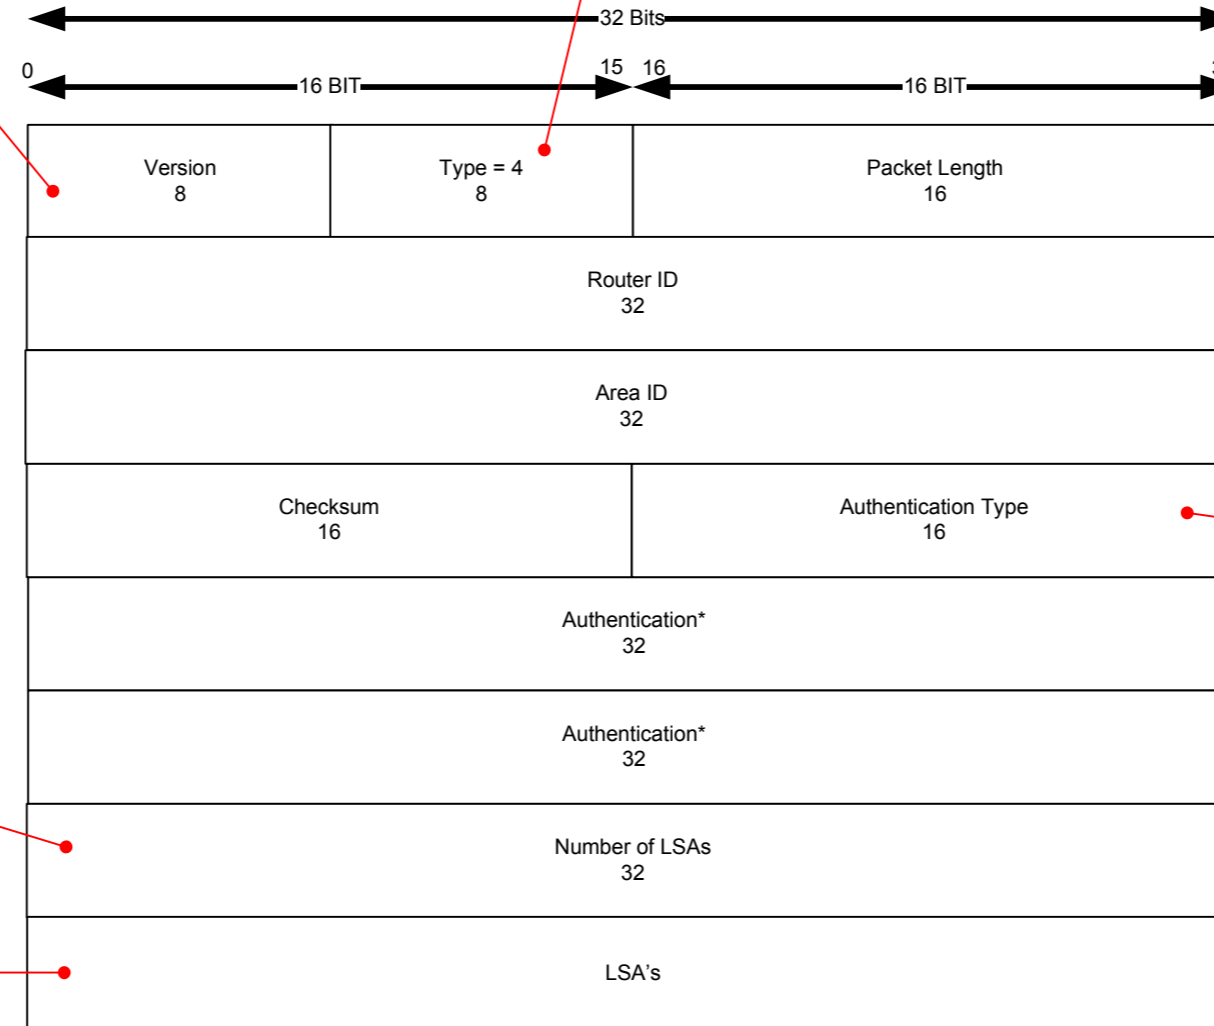 32 Bits
0
15
16
16 BIT
16 BIT
Version
8
Type = 4
8
Packet Length
16
Router ID
32
Area ID
32
Checksum
16
Authentication Type
16
Authentication*
32
Authentication*
32
Number of LSAs
32
LSA's